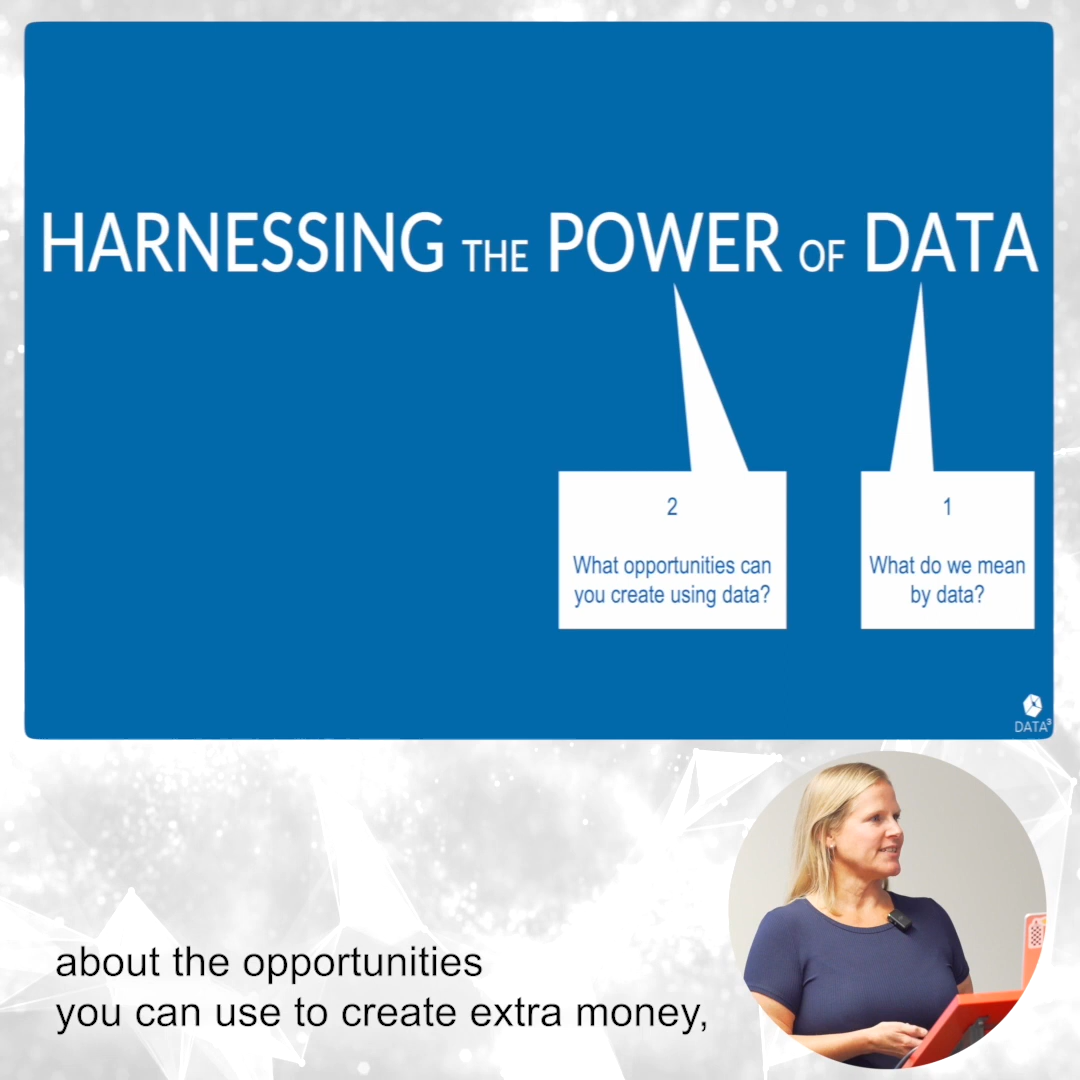 HARNESSING THE POWER OF DATA
2
What opportunities can
you create using data?
1
What do we mean
by data?
DATA³
about the opportunities
you can use to create extra money,